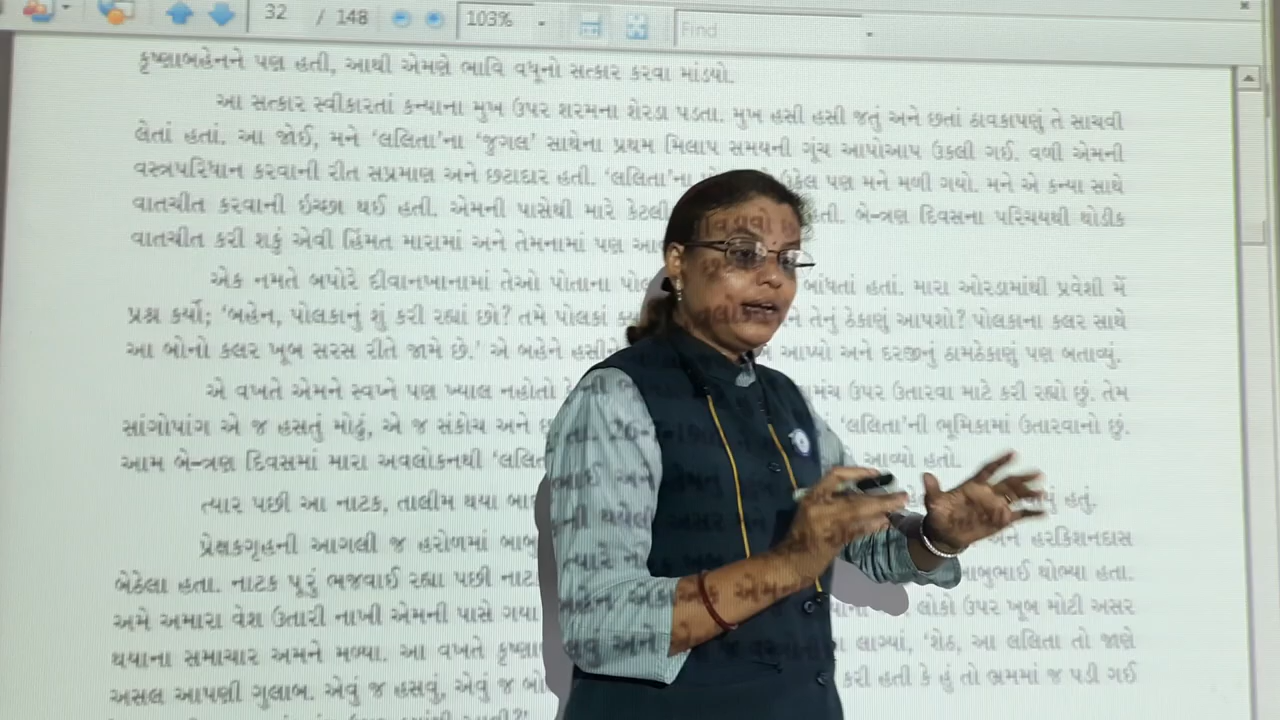 32 / 148
103%
Find
કૃષ્ણાબહેનને પણ હતી, આથી એમણે ભાવિ વધૂનો સત્કાર કરવા માંડયો.
આ સત્કાર સ્વીકારતાં કન્યાના મુખ ઉપર શરમના શેરડા પડતા. મુખ હસી હસી જતું અને છતાં ઠાવકાપણું તે સાચવી
લેતાં હતાં. આ જોઈ, મને ‘લલિતા’ના ‘જુગલ’ સાથેના પ્રથમ મિલાપ સમયની ગૂંચ આપોઆપ ઉકલી ગઈ. વળી એમની
વસ્ત્રપરિધાન કરવાની રીત સપ્રમાણ અને છટાદાર હતી. ‘લલિતા’ના ઉકેલ પણ મને મળી ગયો. મને એ કન્યા સાથે
વાતચીત કરવાની ઈચ્છા થઈ હતી. એમની પાસેથી મારે કેટલી હતી. બે-ત્રણ દિવસના પરિચયથી થોડીક
વાતચીત કરી શકું એવી હિંમત મારામાં અને તેમનામાં પણ
એક નમતે બપોરે દીવાનખાનામાં તેઓ પોતાના બાંધતાં હતાં. મારા ઓરડામાંથી પ્રવેશી મેં
પ્રશ્ન કર્યો; ‘બહેન, પોલકાનું શું કરી રહ્યાં છો? તમે પોલકાં તેનું ઠેકાણું આપશો? પોલકાના કલર સાથે
આ બોનો કલર ખૂબ સરસ રીતે જામે છે.’ એ બહેને હસીને આપ્યો અને દરજીનું ઠામઠેકાણું પણ બતાવ્યું.
એ વખતે એમને સ્વપ્ને પણ ખ્યાલ નહોતો ઉપર ઉતારવા માટે કરી રહ્યો છું. તેમ
સાંગોપાંગ એ જ હસતું મોઢું, એ જ સંકોચ અને ‘લલિતા’ની ભૂમિકામાં ઉતારવાનો છું.
આમ બે-ત્રણ દિવસમાં મારા અવલોકનથી આવ્યો હતો.
ત્યાર પછી આ નાટક, તાલીમ થયા હતું.
પ્રેક્ષકગૃહની આગલી જ હરોળમાં અને હરકિશનદાસ
બેઠેલા હતા. નાટક પૂરું ભજવાઈ રહ્યા પછી બાબુભાઈ થોભ્યા હતા.
અમે અમારા વેશ ઉતારી નાખી એમની પાસે ગયા લોકો ઉપર ખૂબ મોટી અસર
થયાના સમાચાર અમને મળ્યા. આ વખતે લાગ્યાં, ‘શેઠ, આ લલિતા તો જાણે
અસલ આપણી ગુલાબ. એવું જ હસવું, એવું જ કરી હતી કે હું તો ભ્રમમાં જ પડી ગઈ